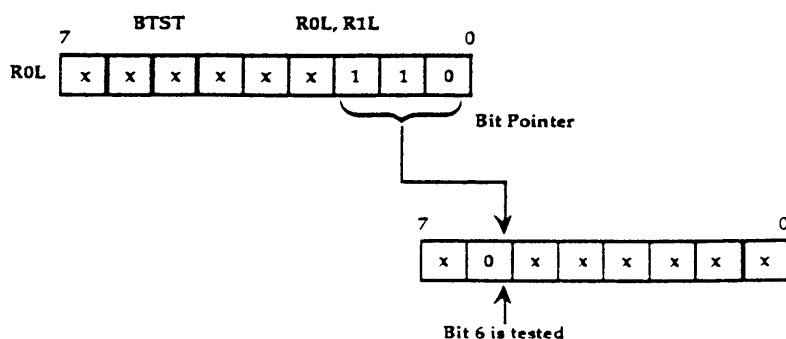 BTST R0L, R1L
7 0
R0L x x x x x x 1 1 0
Bit Pointer
7 0
x 0 x x x x x x
Bit 6 is tested